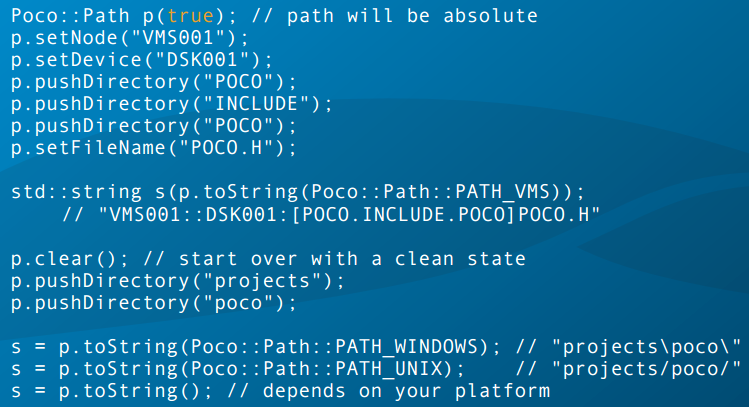 Poco::Path p(true); // path will be absolute
p.setNode("VMS001");
p.setDevice("DSK001");
p.pushDirectory("POCO");
p.pushDirectory("INCLUDE");
p.pushDirectory("POCO");
p.setFileName("POCO.H");

std::string s(p.toString(Poco::Path::PATH_VMS));
    // "VMS001::DSK001:[POCO.INCLUDE.POCO]POCO.H"

p.clear(); // start over with a clean state
p.pushDirectory("projects");
p.pushDirectory("poco");

s = p.toString(Poco::Path::PATH_WINDOWS); // "projects\poco\"
s = p.toString(Poco::Path::PATH_UNIX);    // "projects/poco/"
s = p.toString(); // depends on your platform